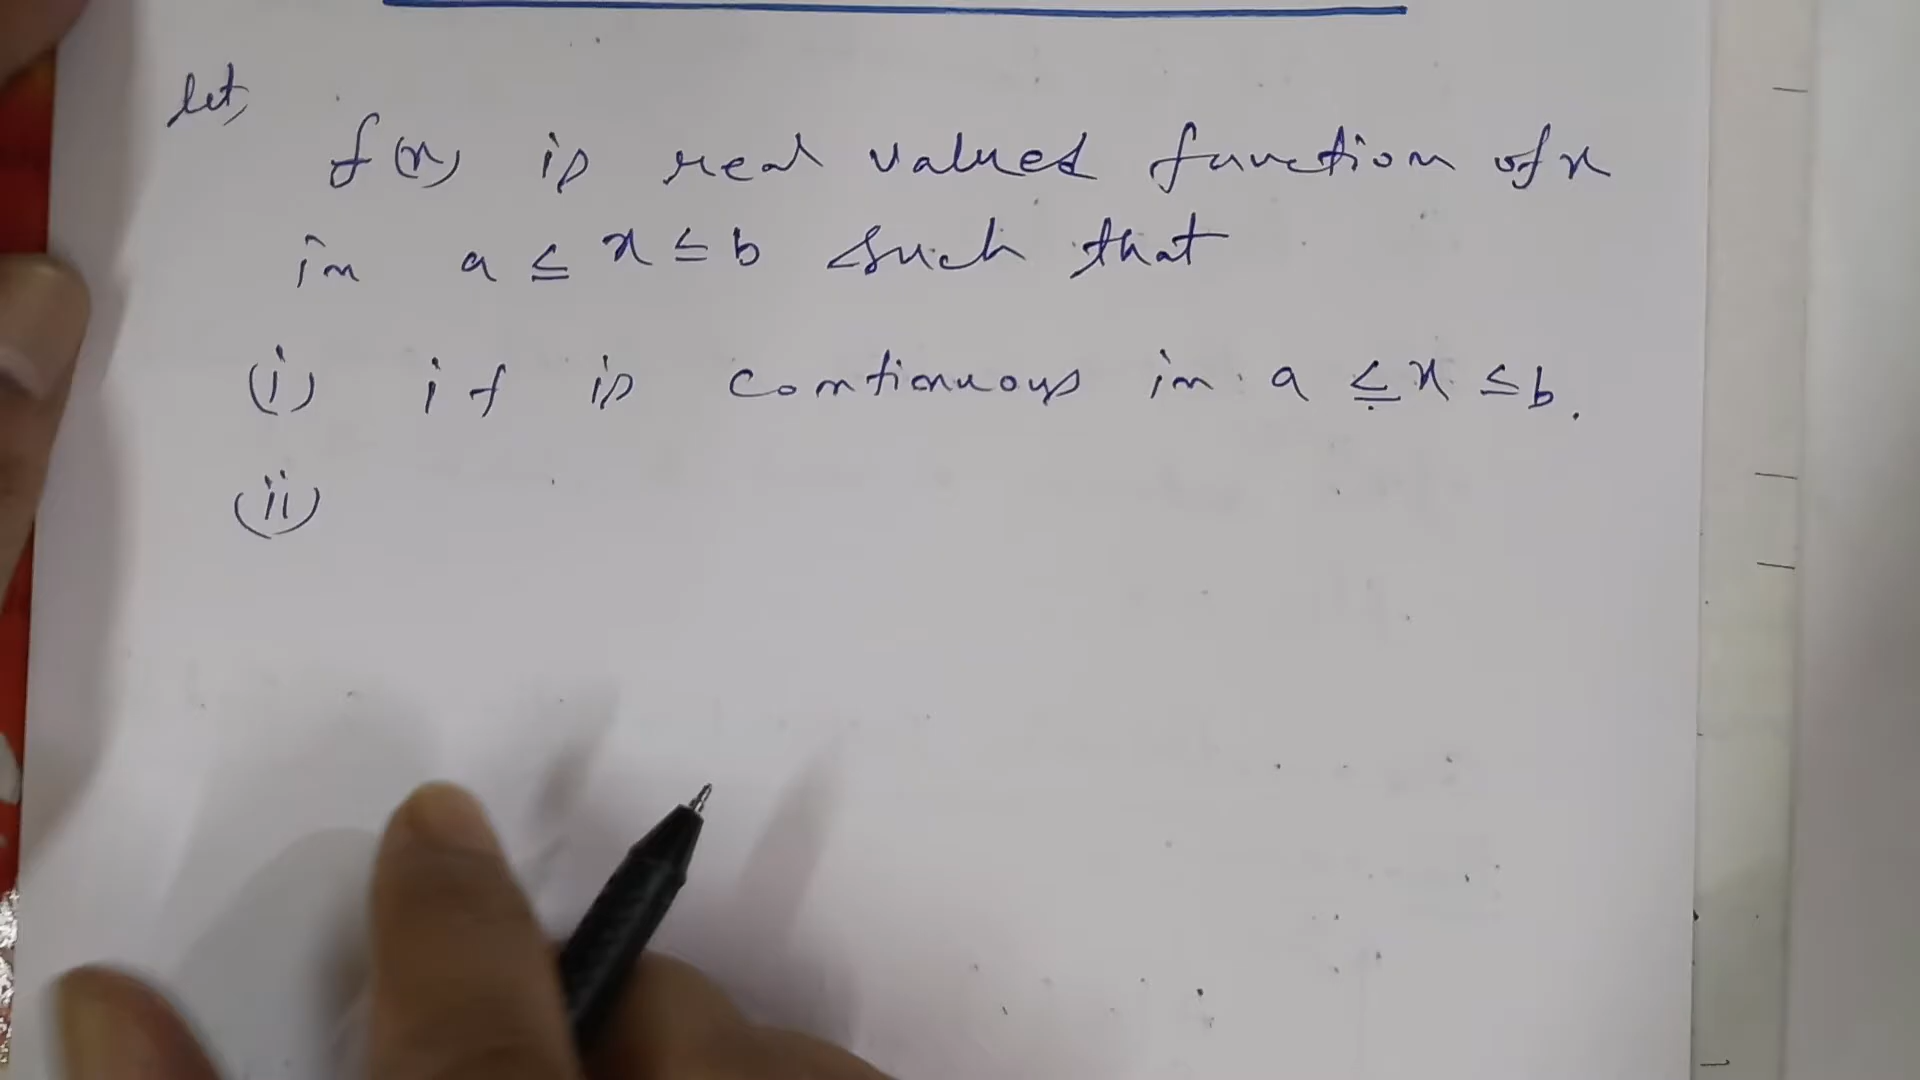 let,
f(x) is real valued function of x
in a ≤ x ≤ b such that
(i) if is continuous in a ≤ x ≤ b.
(ii)